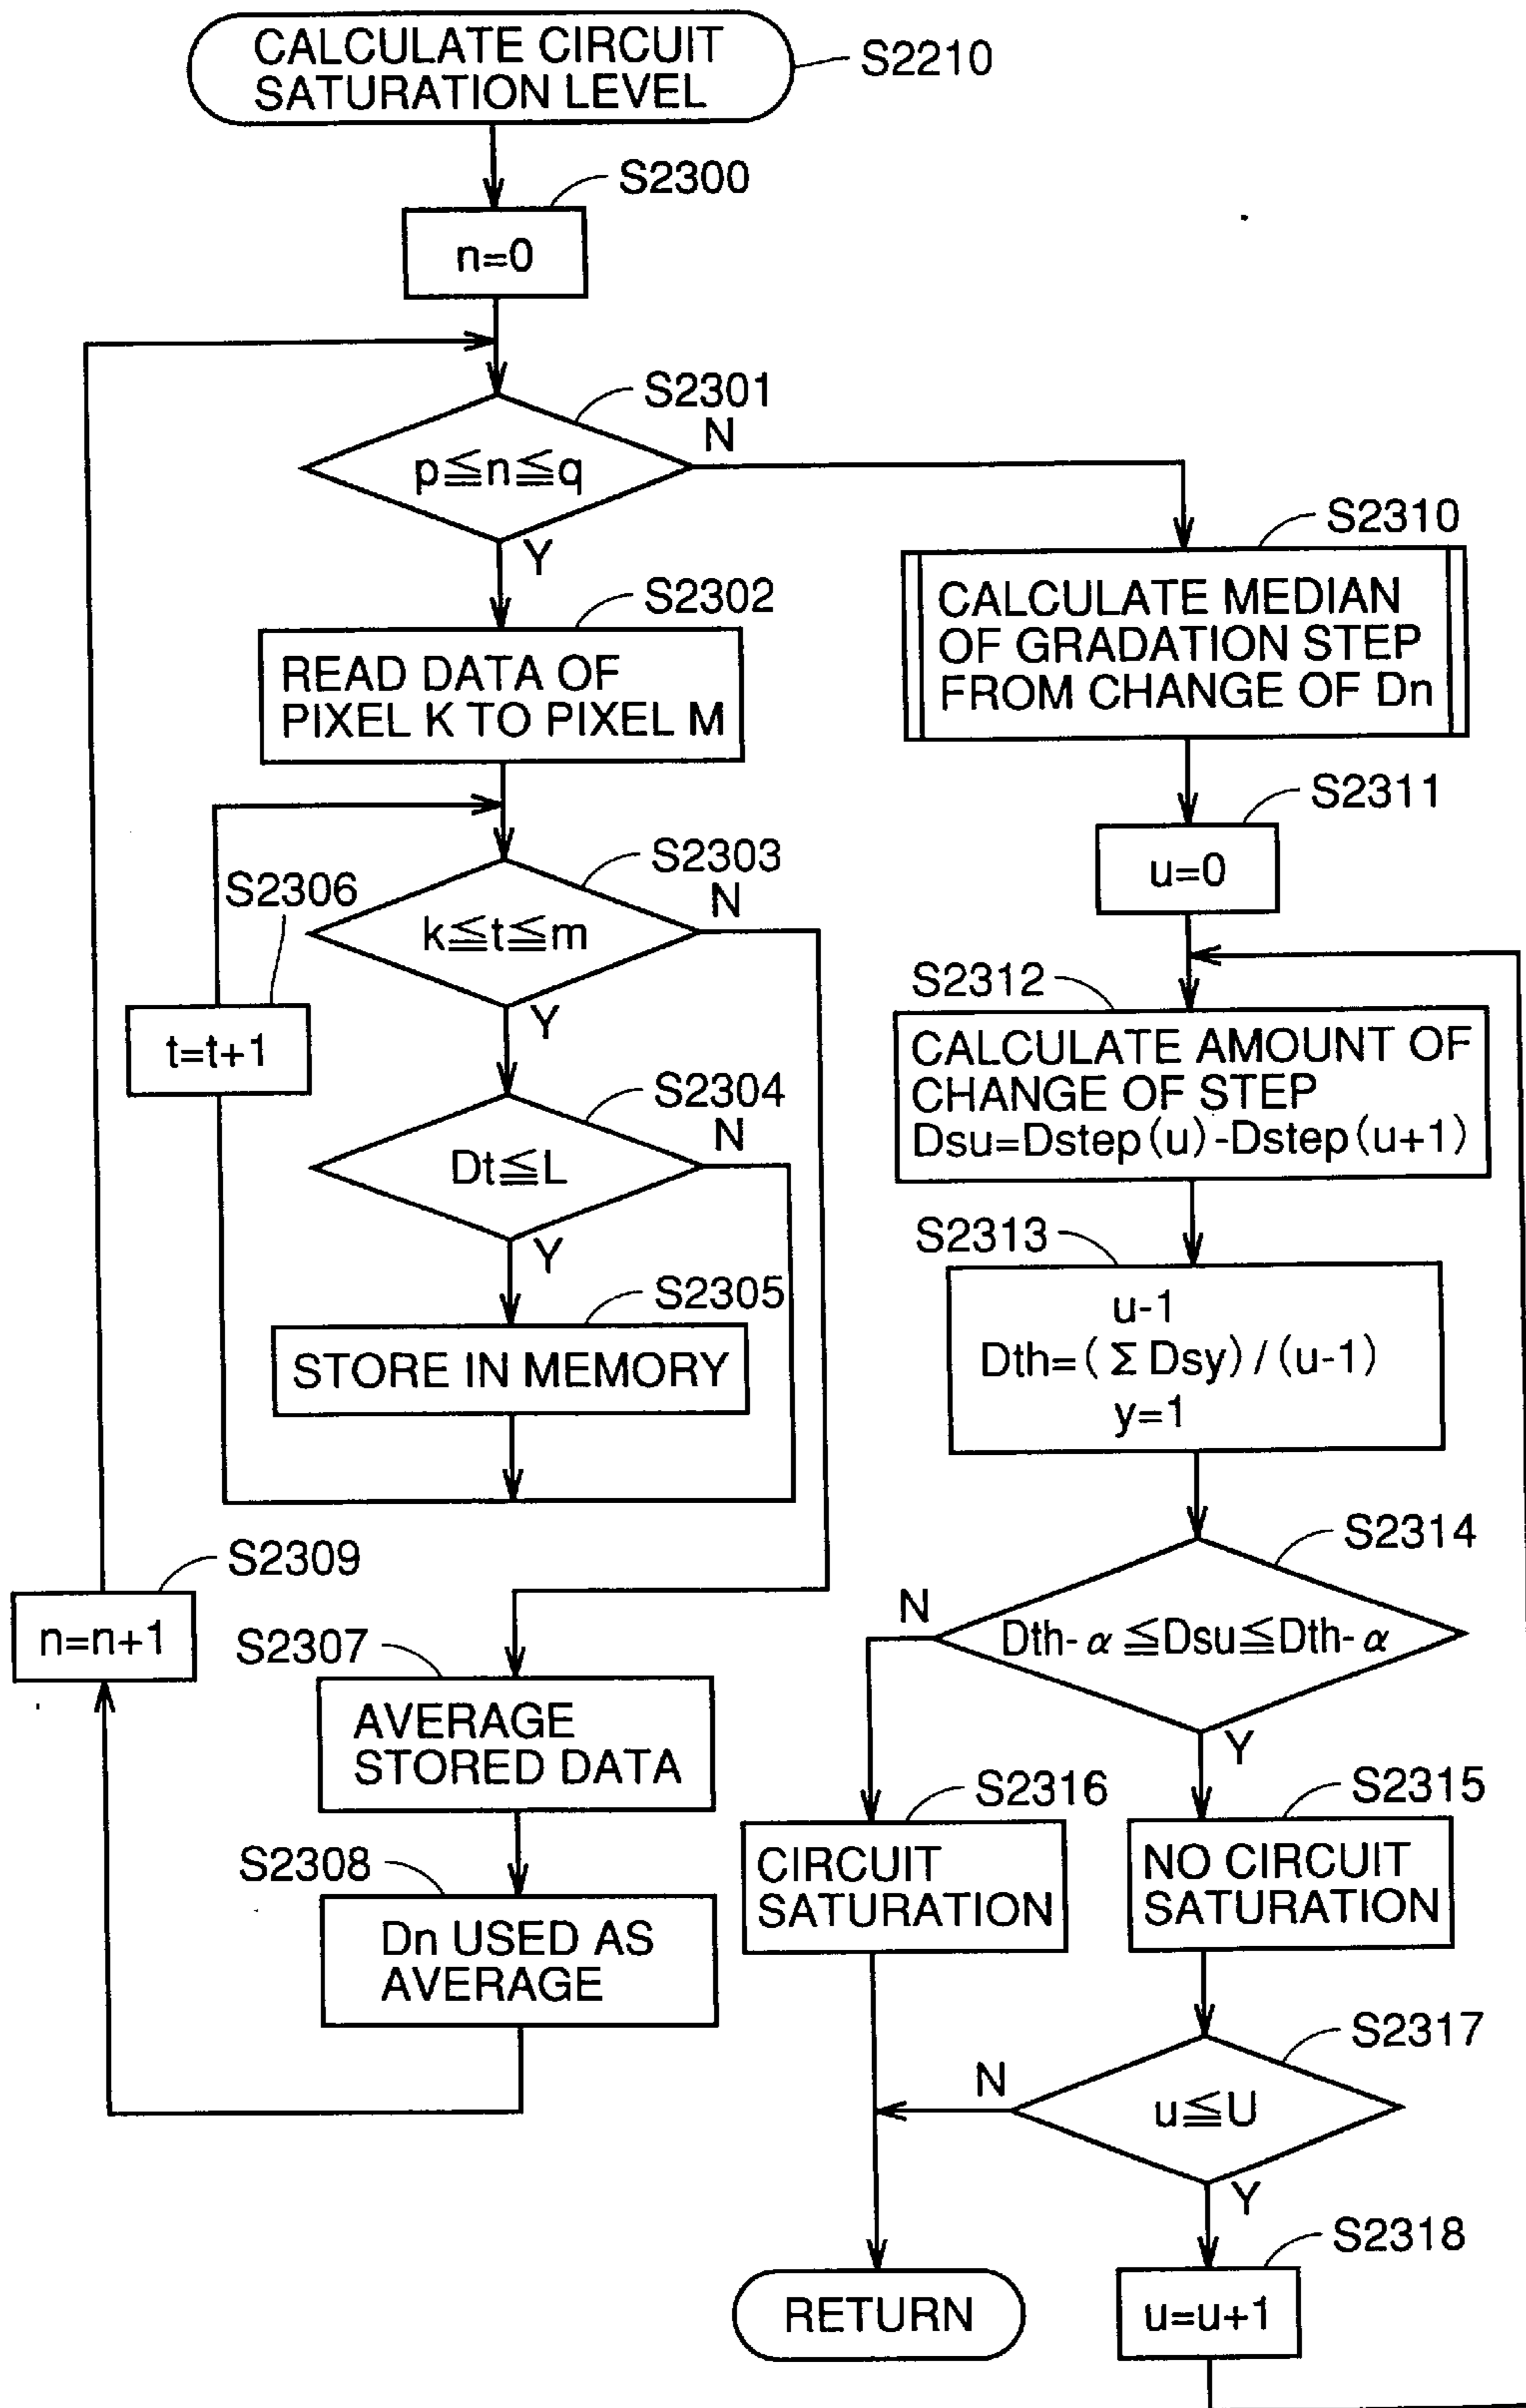 CALCULATE CIRCUIT
SATURATION LEVEL
S2210
S2300
n=0
S2301
p≦n≦q
N
Y
S2302
READ DATA OF
PIXEL K TO PIXEL M
S2303
k≦t≦m
N
Y
S2306
t=t+1
S2304
Dt≦L
N
Y
S2305
STORE IN MEMORY
S2309
n=n+1
S2307
AVERAGE
STORED DATA
S2308
Dn USED AS
AVERAGE
S2310
CALCULATE MEDIAN
OF GRADATION STEP
FROM CHANGE OF Dn
S2311
u=0
S2312
CALCULATE AMOUNT OF
CHANGE OF STEP
Dsu=Dstep(u)-Dstep(u+1)
S2313
u-1
Dth=(Σ Dsy)/(u-1)
y=1
S2314
Dth-α≦Dsu≦Dth-α
N
Y
S2316
CIRCUIT
SATURATION
S2315
NO CIRCUIT
SATURATION
S2317
u≦U
N
Y
S2318
u=u+1
RETURN